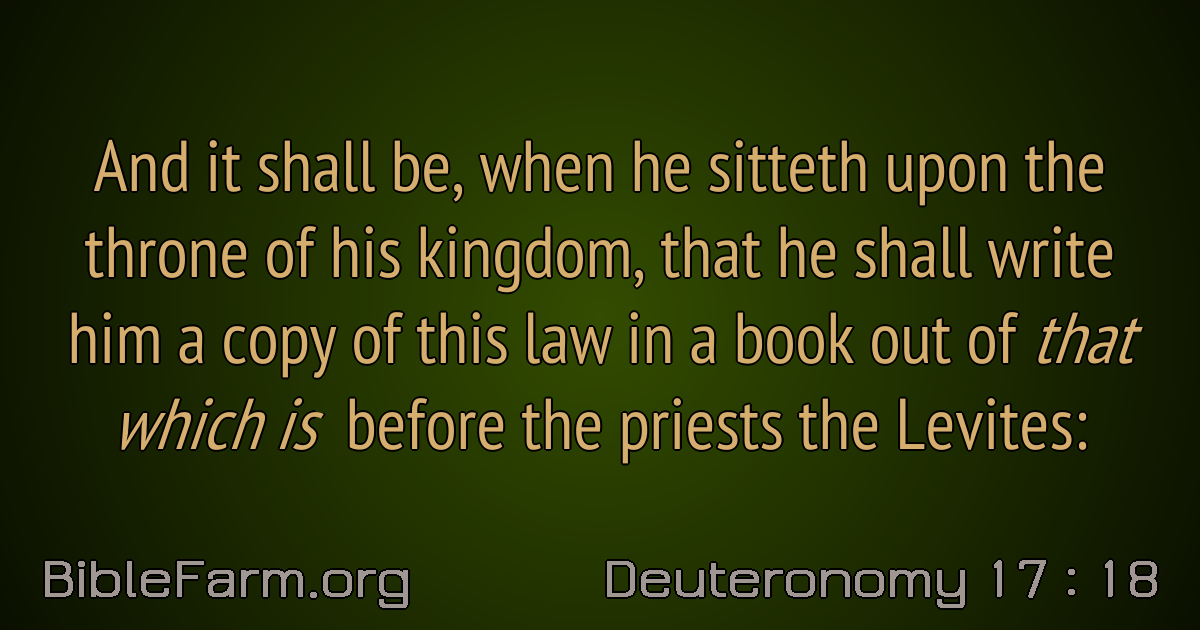 And it shall be, when he sitteth upon the
throne of his kingdom, that he shall write
him a copy of this law in a book out of that
which is before the priests the Levites:
BibleFarm.org
Deuteronomy 17 : 18